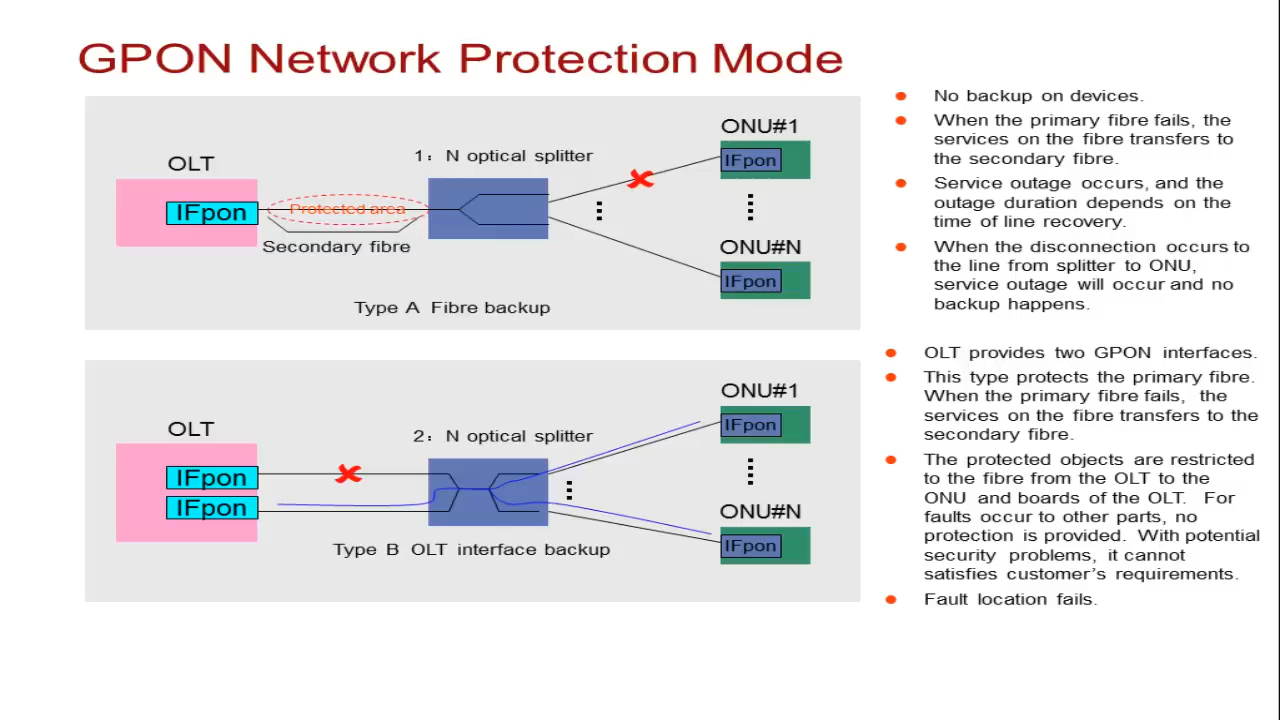 GPON Network Protection Mode
OLT
IFpon
Protected area
Secondary fibre
1：N optical splitter
ONU#1
IFpon
ONU#N
IFpon
Type A Fibre backup
No backup on devices.
When the primary fibre fails, the
services on the fibre transfers to
the secondary fibre.
Service outage occurs, and the
outage duration depends on the
time of line recovery.
When the disconnection occurs to
the line from splitter to ONU,
service outage will occur and no
backup happens.
OLT
IFpon
IFpon
2：N optical splitter
ONU#1
IFpon
ONU#N
IFpon
Type B OLT interface backup
OLT provides two GPON interfaces.
This type protects the primary fibre.
When the primary fibre fails, the
services on the fibre transfers to the
secondary fibre.
The protected objects are restricted
to the fibre from the OLT to the
ONU and boards of the OLT. For
faults occur to other parts, no
protection is provided. With potential
security problems, it cannot
satisfies customer's requirements.
Fault location fails.